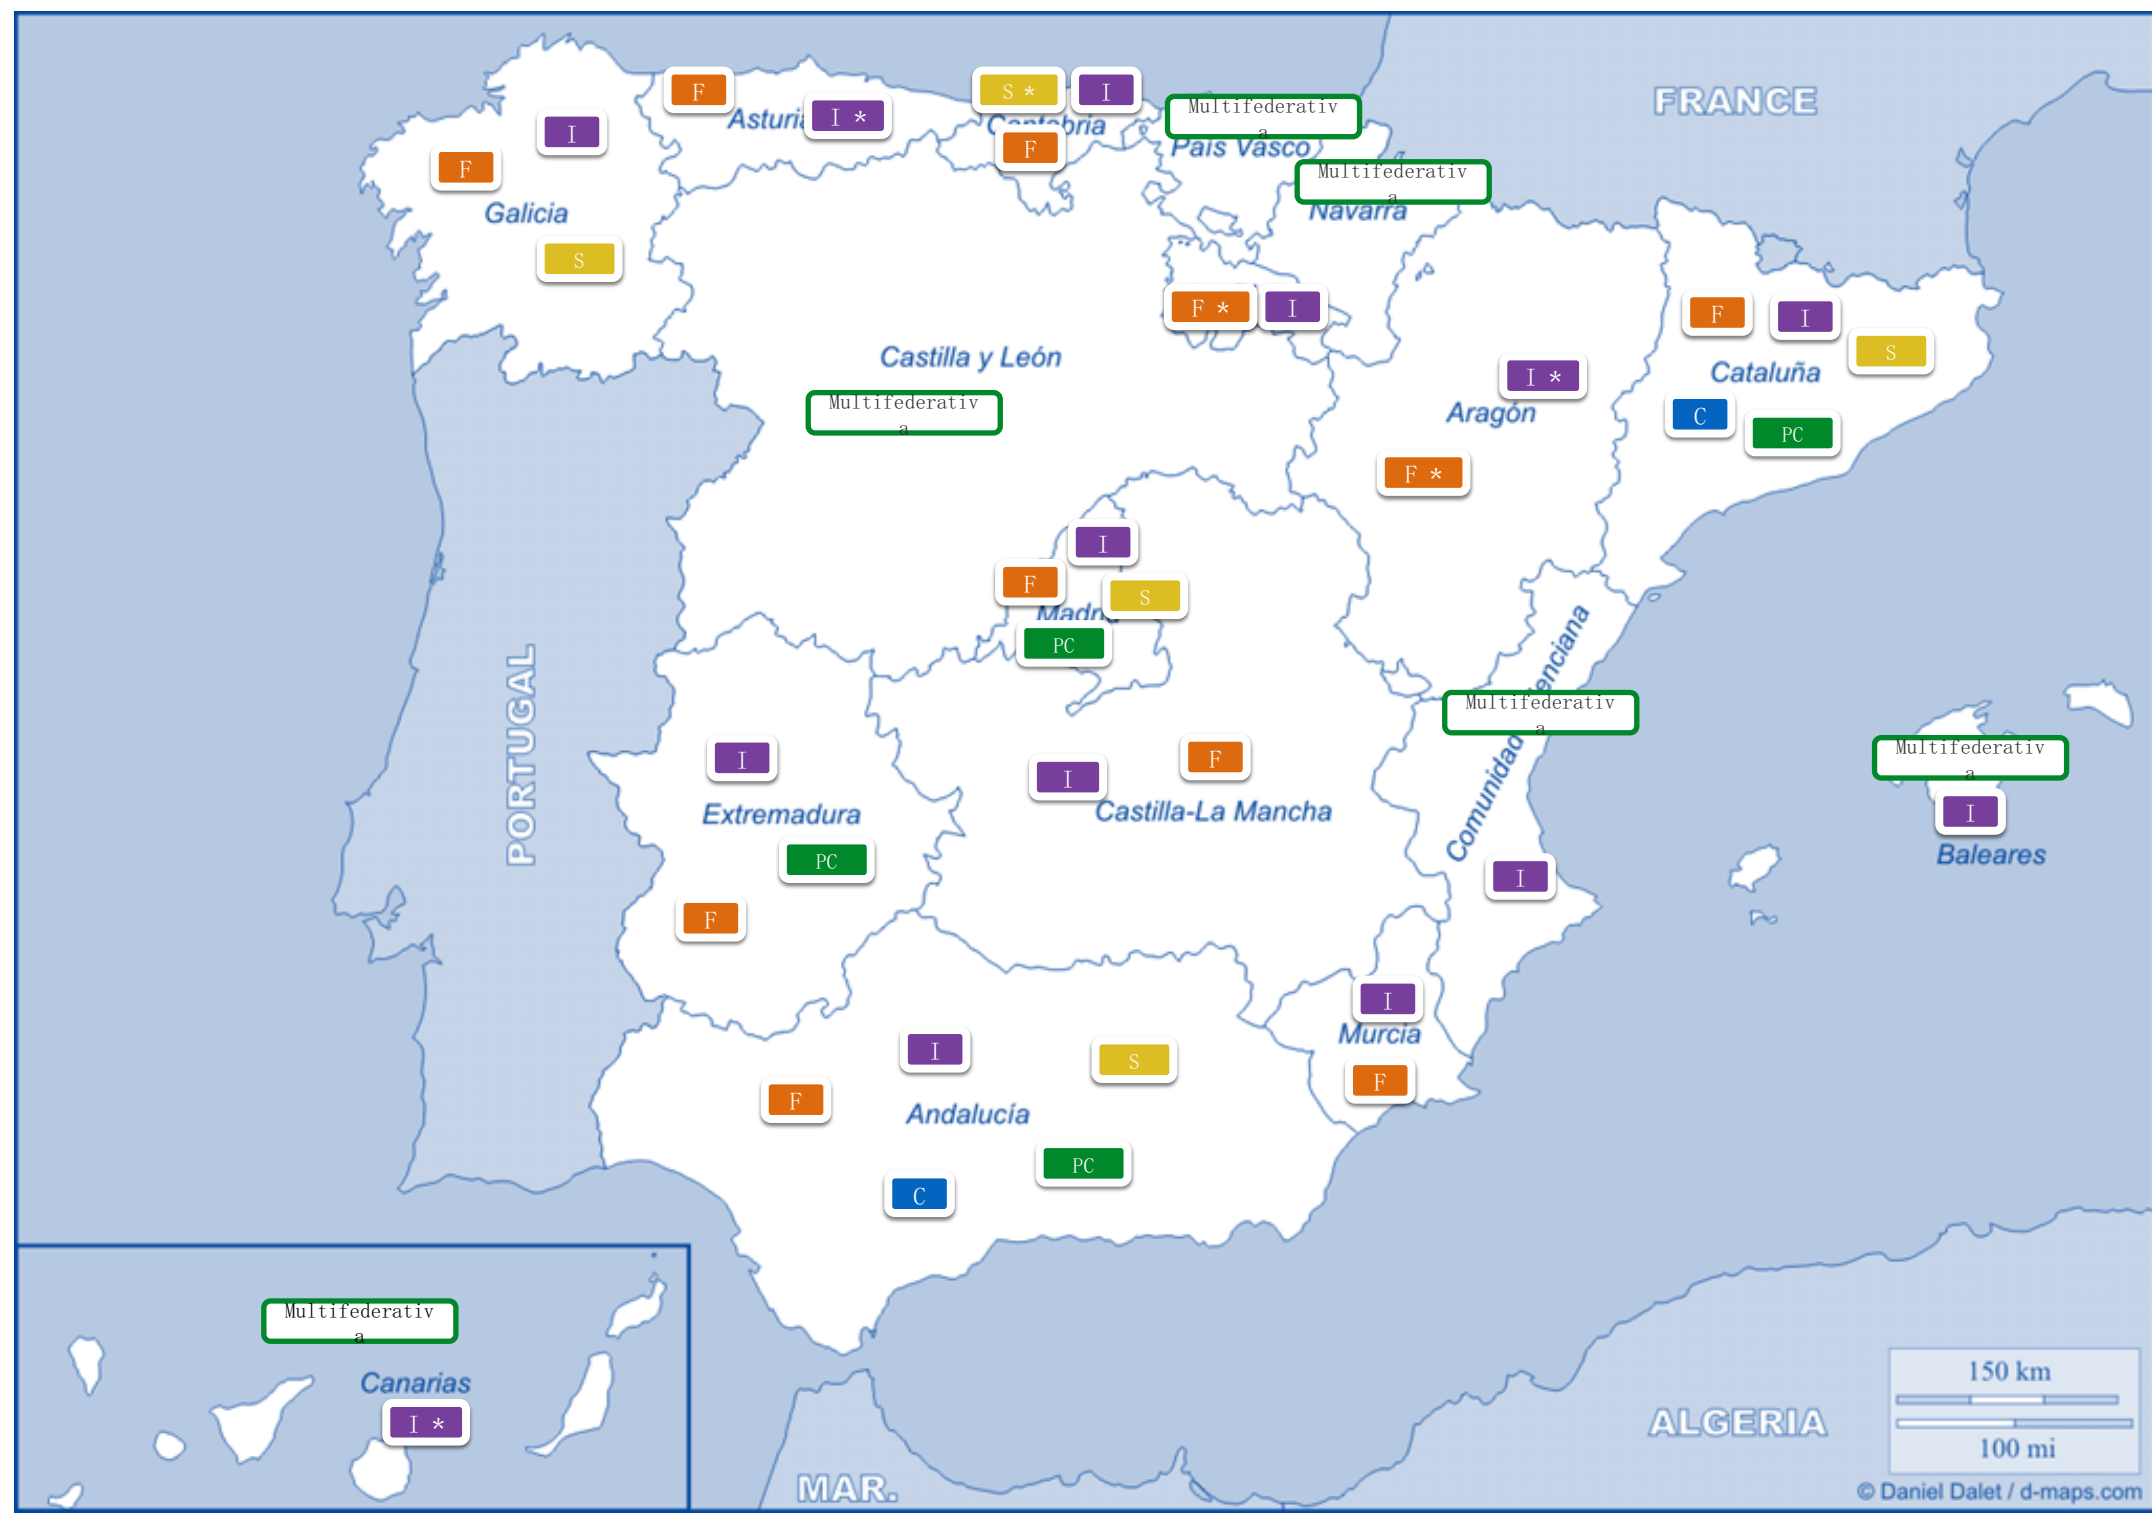 FRANCE
F
S *
I
Multifederativ
a
Asturi
I *
Cantabria
I
F
País Vasco
F
Multifederativ
a
Galicia
Navarra
S
F *
I
F
I
S
Castilla y León
Cataluña
I *
Multifederativ
a
Aragón
C
PC
F *
I
F
S
Madrid
PC
PORTUGAL
Comunidad
enciana
Multifederativ
a
I
F
I
Multifederativ
a
Extremadura
Castilla-La Mancha
I
Baleares
PC
I
F
I
Murcia
I
S
F
F
Andalucía
PC
C
Multifederativ
a
Canarias
I *
MAR.
ALGERIA
150 km
100 mi
© Daniel Dalet / d-maps.com